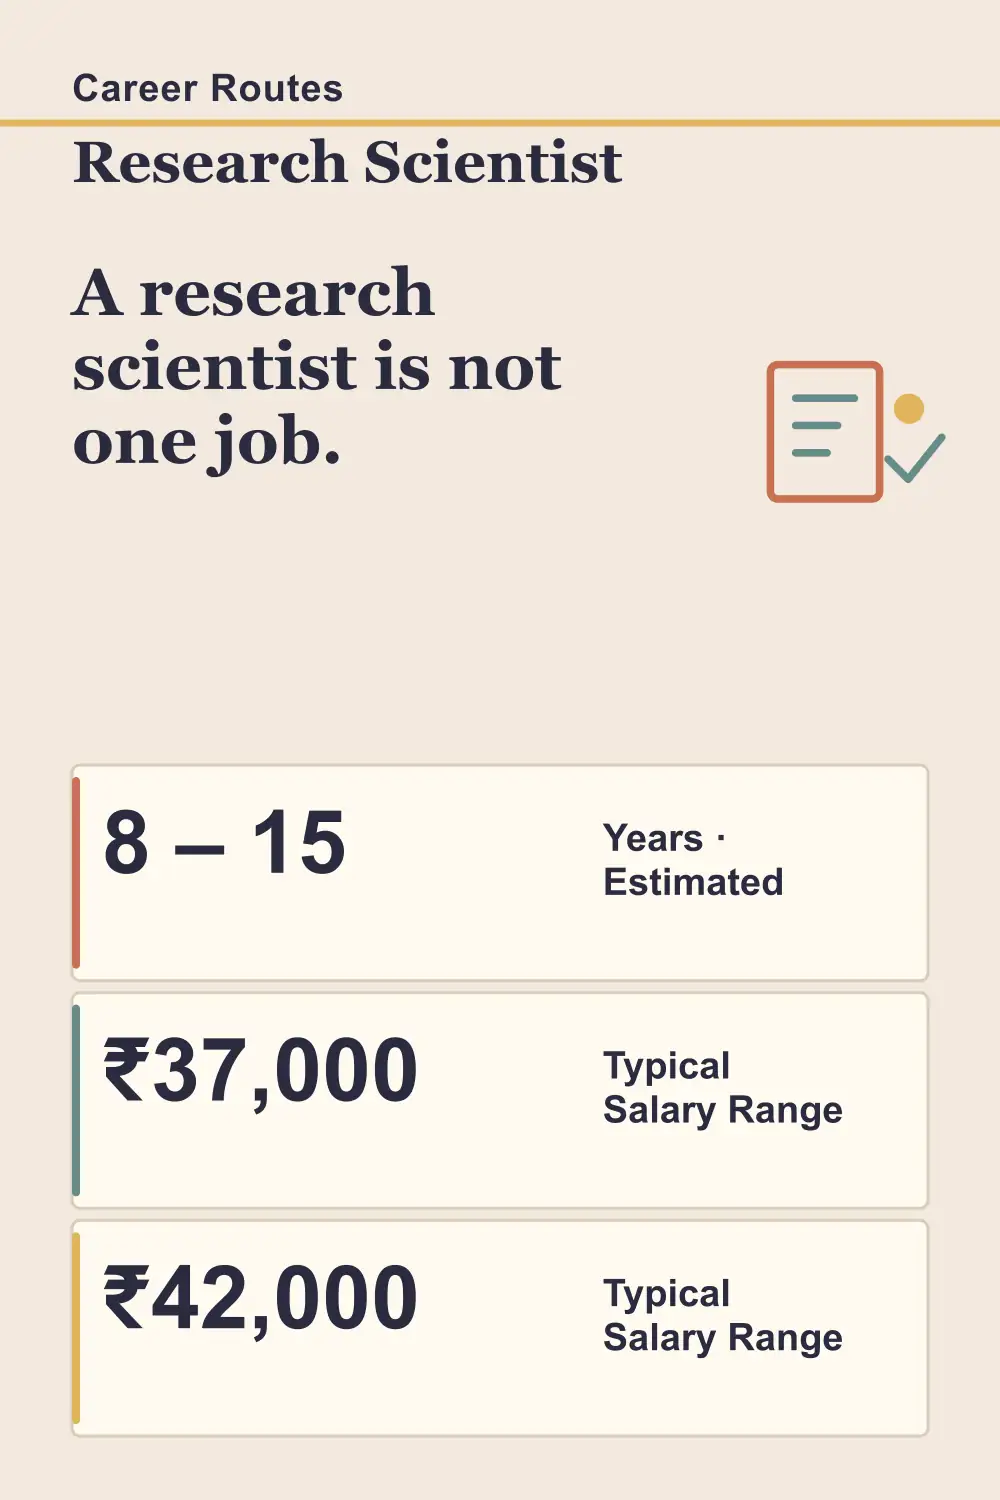 Career Routes
Research Scientist
A research
scientist is not
one job.
8 – 15
Years ·
Estimated
₹37,000
Typical
Salary Range
₹42,000
Typical
Salary Range